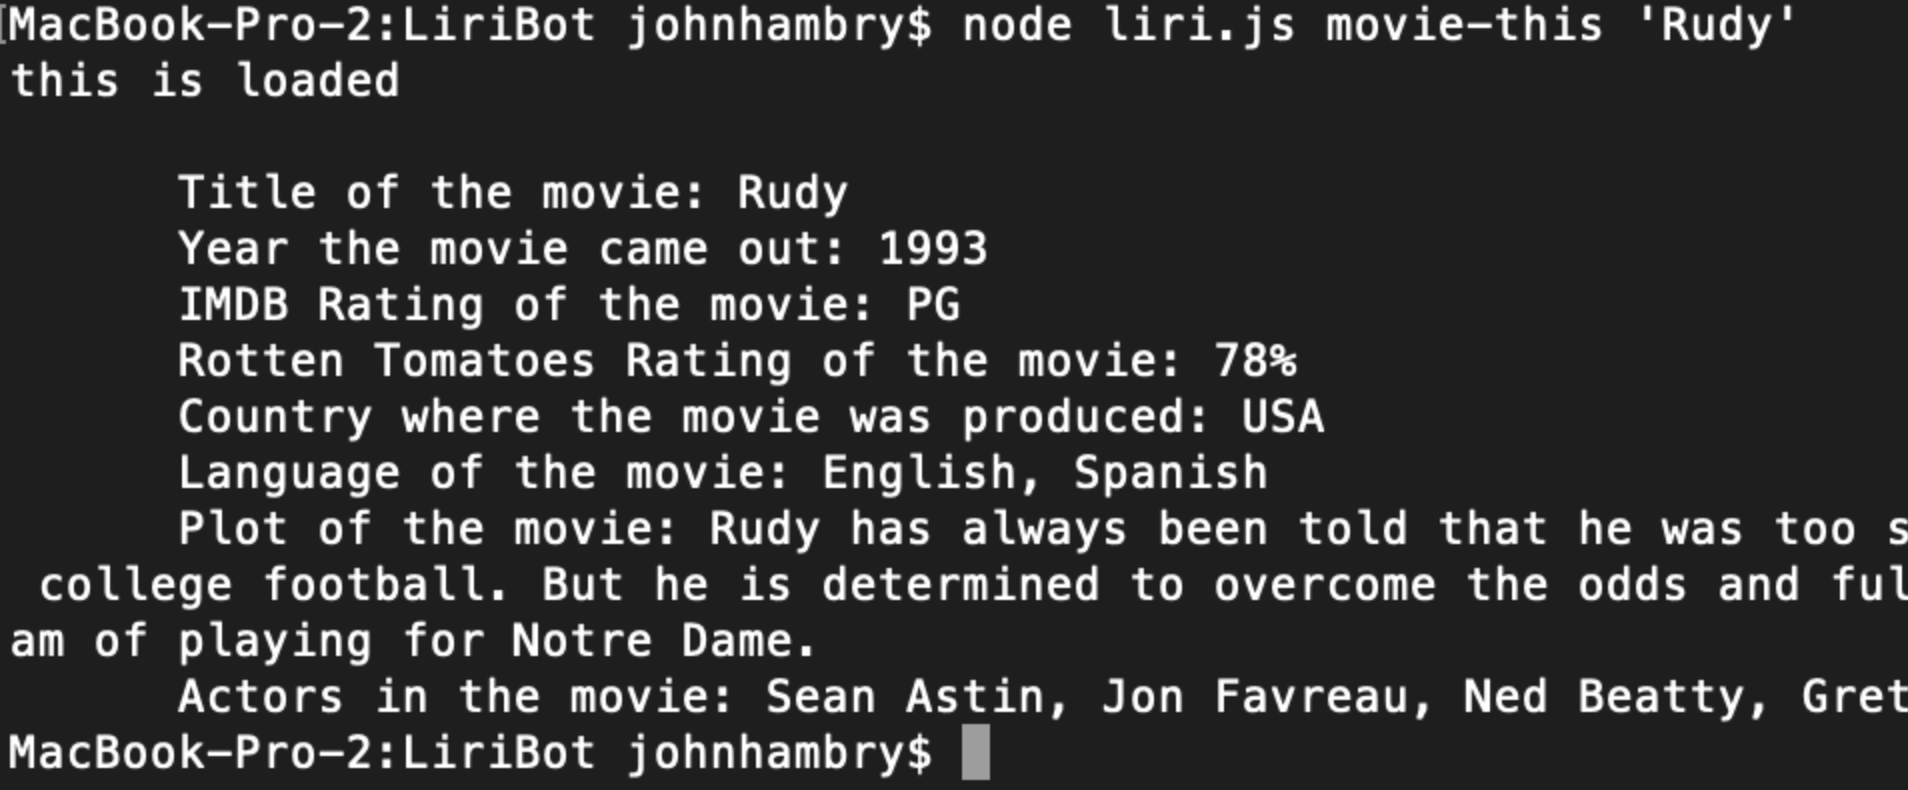 [MacBook-Pro-2:LiriBot johnhambry$ node liri.js movie-this 'Rudy'
this is loaded
Title of the movie: Rudy
Year the movie came out: 1993
IMDB Rating of the movie: PG
Rotten Tomatoes Rating of the movie: 78%
Country where the movie was produced: USA
Language of the movie: English, Spanish
Plot of the movie: Rudy has always been told that he was too s
college football. But he is determined to overcome the odds and ful
am of playing for Notre Dame.
Actors in the movie: Sean Astin, Jon Favreau, Ned Beatty, Gret
MacBook-Pro-2:LiriBot johnhambry$